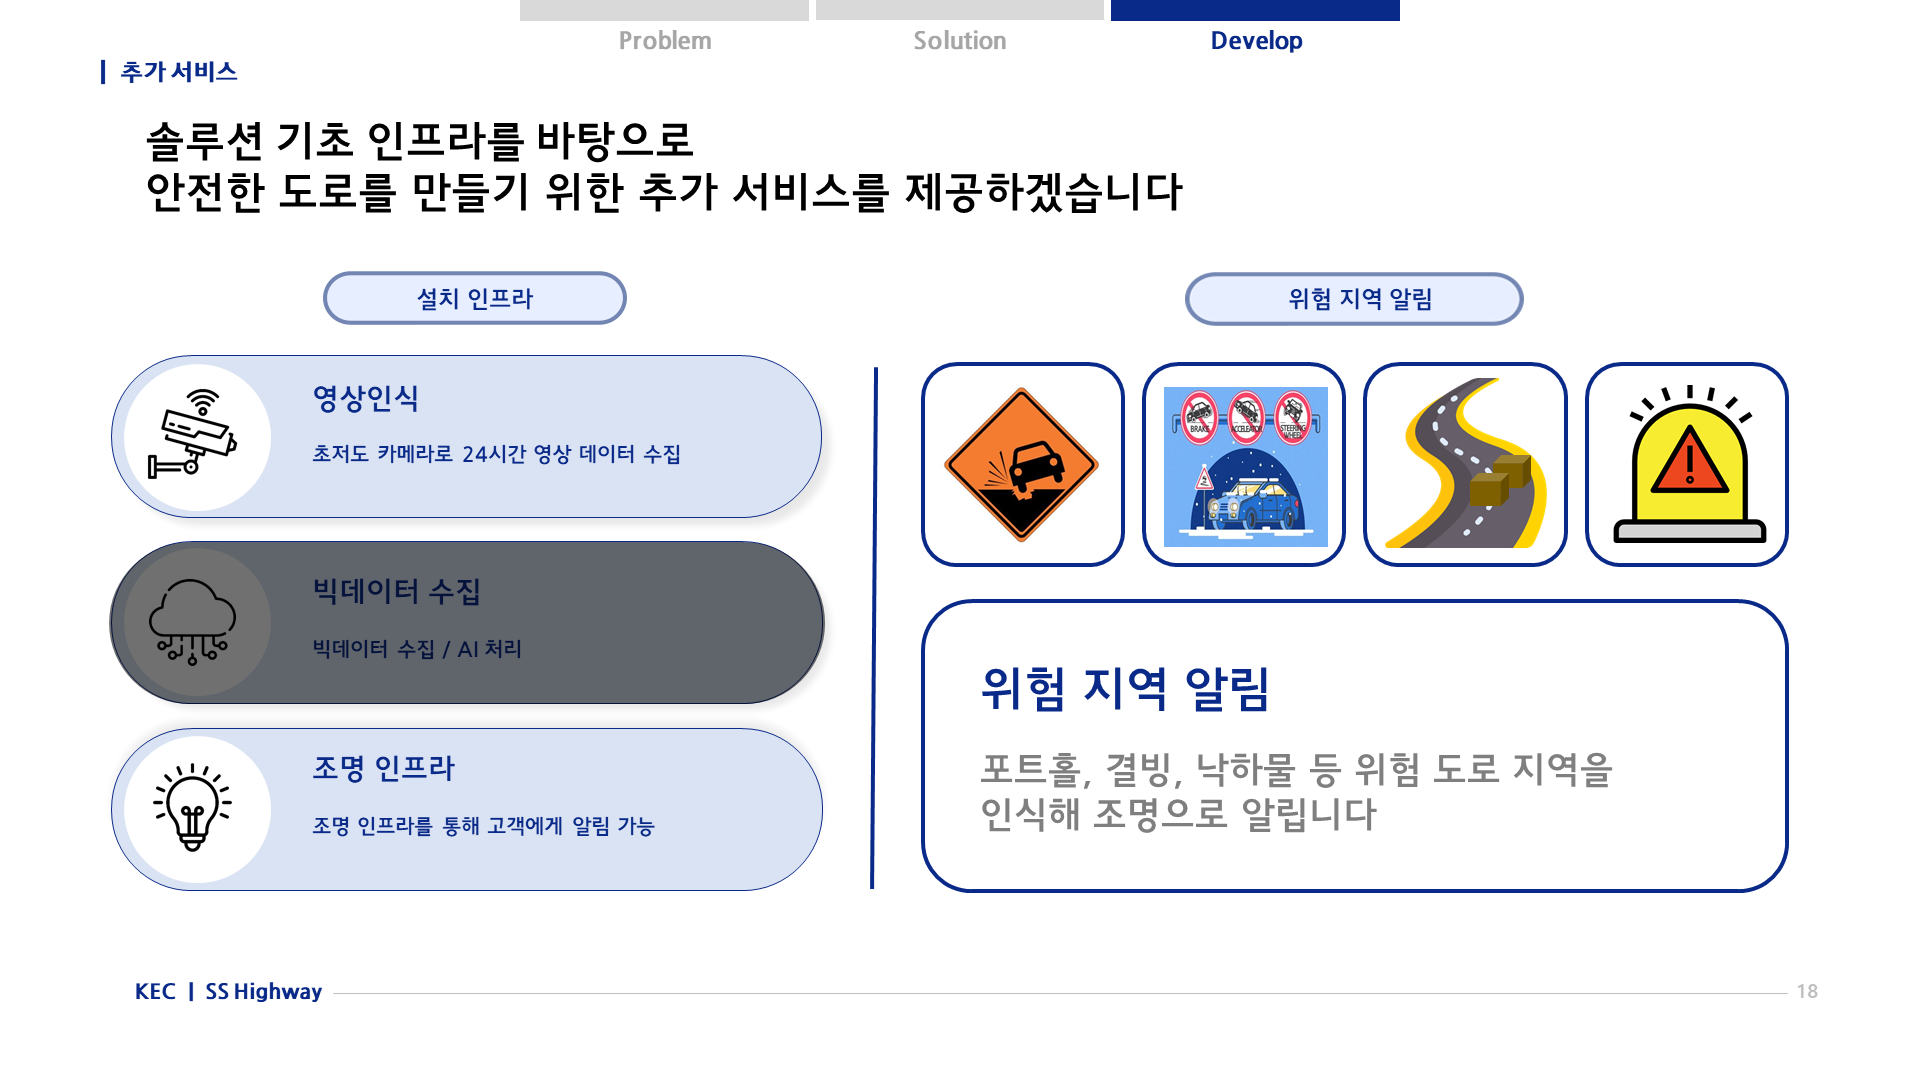 Problem
Solution
Develop
추가 서비스
솔루션 기초 인프라를 바탕으로
안전한 도로를 만들기 위한 추가 서비스를 제공하겠습니다
설치 인프라
영상인식
초저도 카메라로 24시간 영상 데이터 수집
빅데이터 수집
빅데이터 수집 / AI 처리
조명 인프라
조명 인프라를 통해 고객에게 알림 가능
위험 지역 알림
BRAKE
ACCELEATOR
STEERING
WHEEL
위험 지역 알림
포트홀, 결빙, 낙하물 등 위험 도로 지역을
인식해 조명으로 알립니다
KEC | SS Highway
18